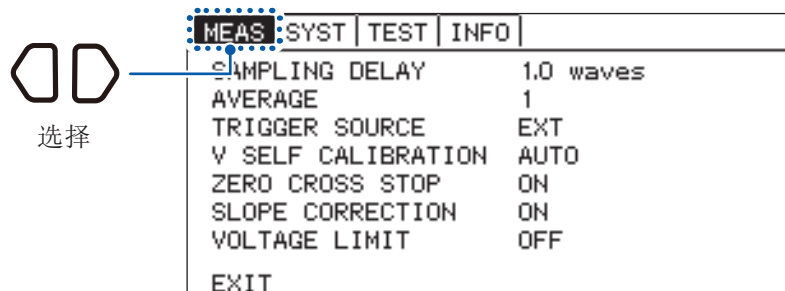 MEAS SYST TEST INFO
选择
SAMPLING DELAY 1.0 waves
AVERAGE 1
TRIGGER SOURCE EXT
V SELF CALIBRATION AUTO
ZERO CROSS STOP ON
SLOPE CORRECTION ON
VOLTAGE LIMIT OFF
EXIT